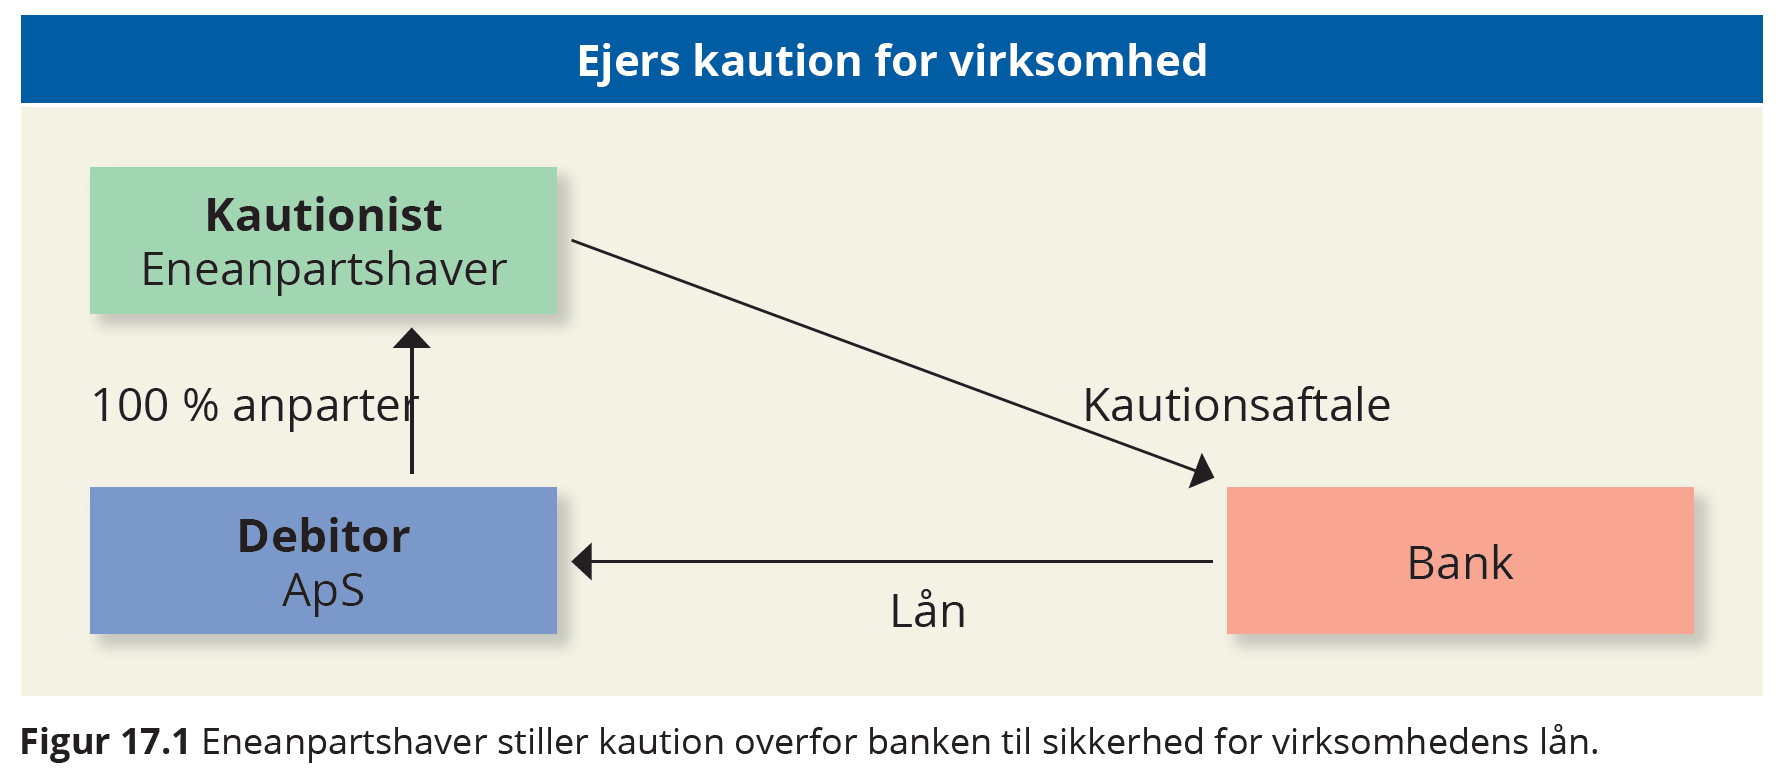 Ejers kaution for virksomhed
Kautionist
Eneanpartshaver
100 % anparter
Kautionsaftale
Debitor
ApS
Bank
Lån
Figur 17.1 Eneanpartshaver stiller kaution overfor banken til sikkerhed for virksomhedens lån.